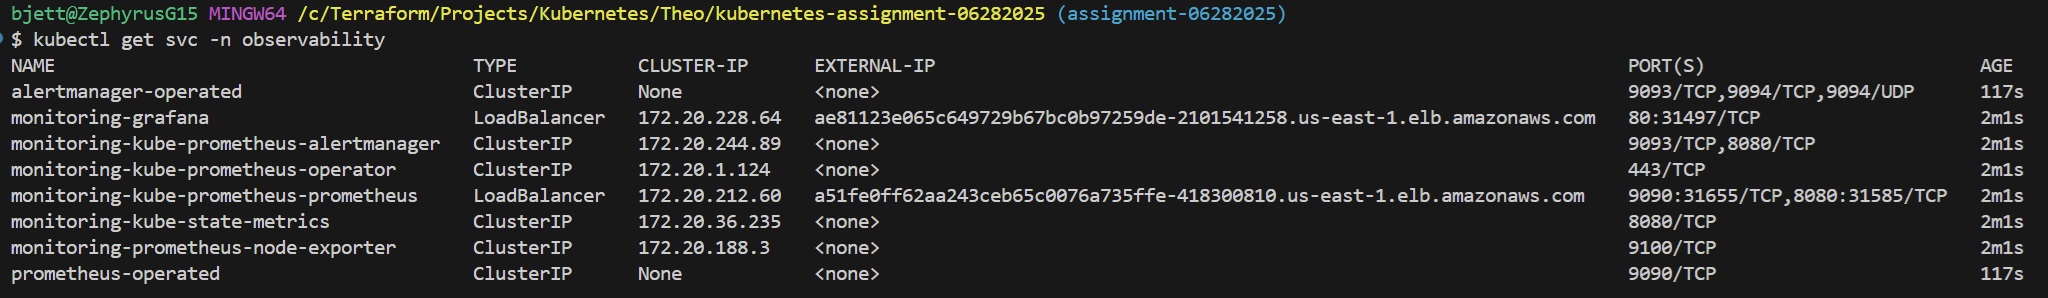 bjett@ZephyrusG15 MINGW64 /c/Terraform/Projects/Kubernetes/Theo/kubernetes-assignment-06282025 (assignment-06282025)
$ kubectl get svc -n observability
NAME TYPE CLUSTER-IP EXTERNAL-IP PORT(S) AGE
alertmanager-operated ClusterIP None <none> 9093/TCP,9094/TCP,9094/UDP 117s
monitoring-grafana LoadBalancer 172.20.228.64 ae81123e065c649729b67bc0b97259de-2101541258.us-east-1.elb.amazonaws.com 80:31497/TCP 2m1s
monitoring-kube-prometheus-alertmanager ClusterIP 172.20.244.89 <none> 9093/TCP,8080/TCP 2m1s
monitoring-kube-prometheus-operator ClusterIP 172.20.1.124 <none> 443/TCP 2m1s
monitoring-kube-prometheus-prometheus LoadBalancer 172.20.212.60 a51fe0ff62aa243ceb65c0076a735ffe-418300810.us-east-1.elb.amazonaws.com 9090:31655/TCP,8080:31585/TCP 2m1s
monitoring-kube-state-metrics ClusterIP 172.20.36.235 <none> 8080/TCP 2m1s
monitoring-prometheus-node-exporter ClusterIP 172.20.188.3 <none> 9100/TCP 2m1s
prometheus-operated ClusterIP None <none> 9090/TCP 117s